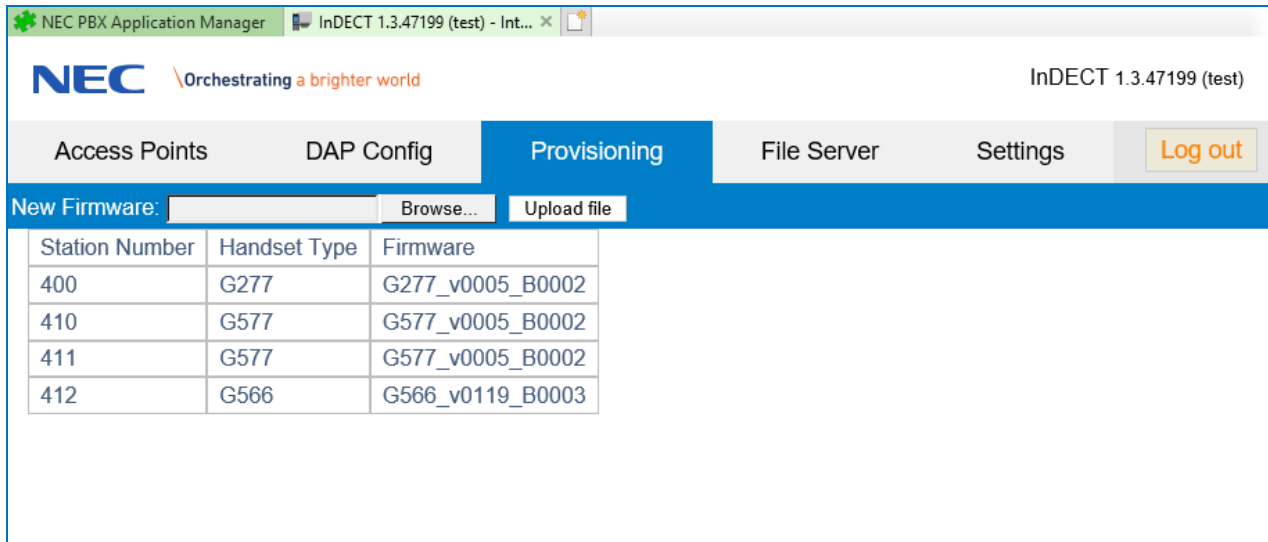 NEC PBX Application Manager InDECT 1.3.47199 (test) - Int...
NEC \Orchestrating a brighter world InDECT 1.3.47199 (test)
Access Points DAP Config Provisioning File Server Settings Log out
New Firmware: Browse... Upload file
Station Number Handset Type Firmware
400 G277 G277_v0005_B0002
410 G577 G577_v0005_B0002
411 G577 G577_v0005_B0002
412 G566 G566_v0119_B0003